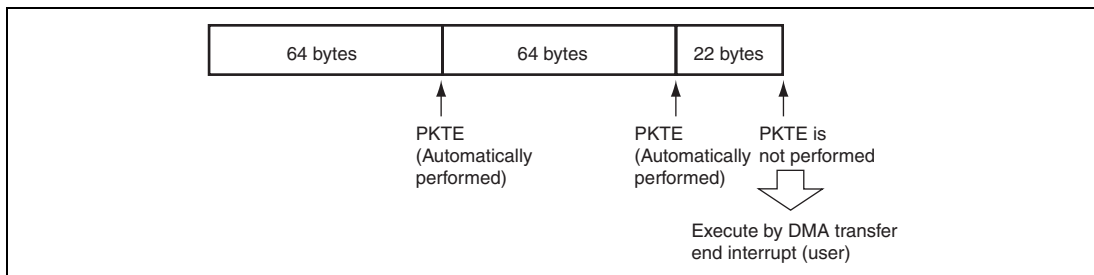 64 bytes
64 bytes
22 bytes
PKTE
(Automatically
performed)
PKTE
(Automatically
performed)
PKTE is
not performed
Execute by DMA transfer
end interrupt (user)